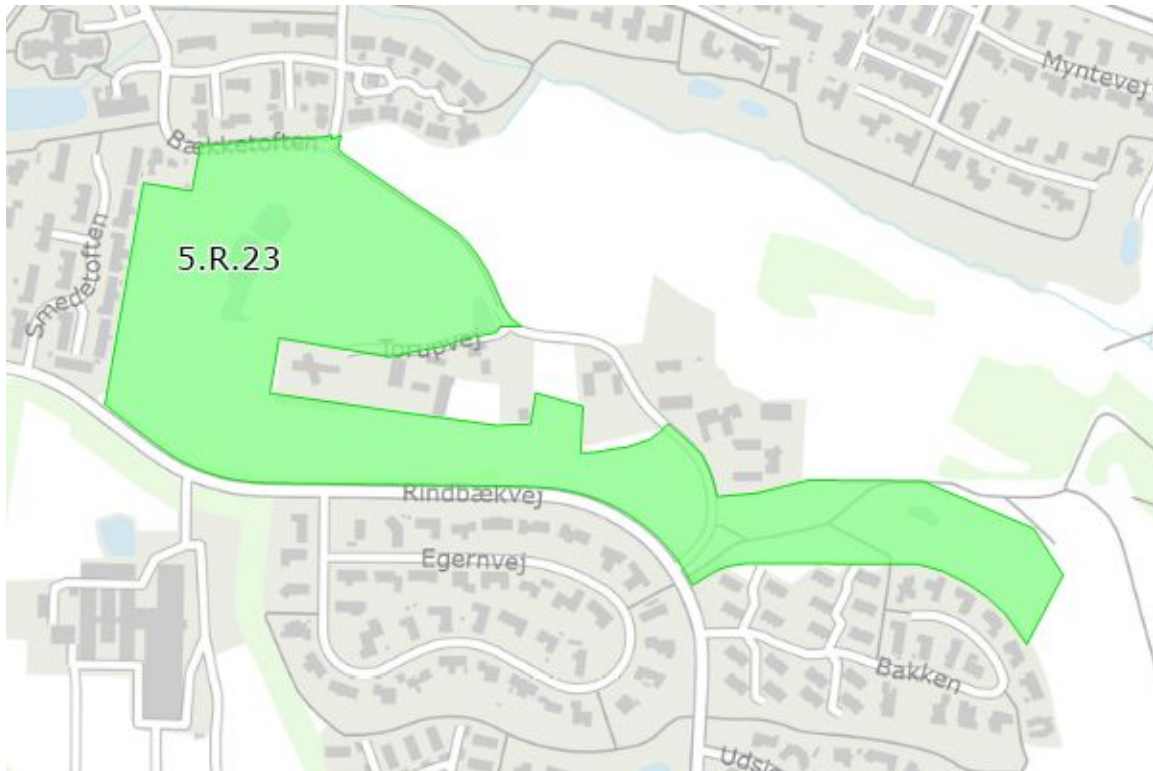 Myntevej
Bækketoften
5.R.23
Smedetoften
Torupvej
Rindbækvej
Egernvej
Bakken